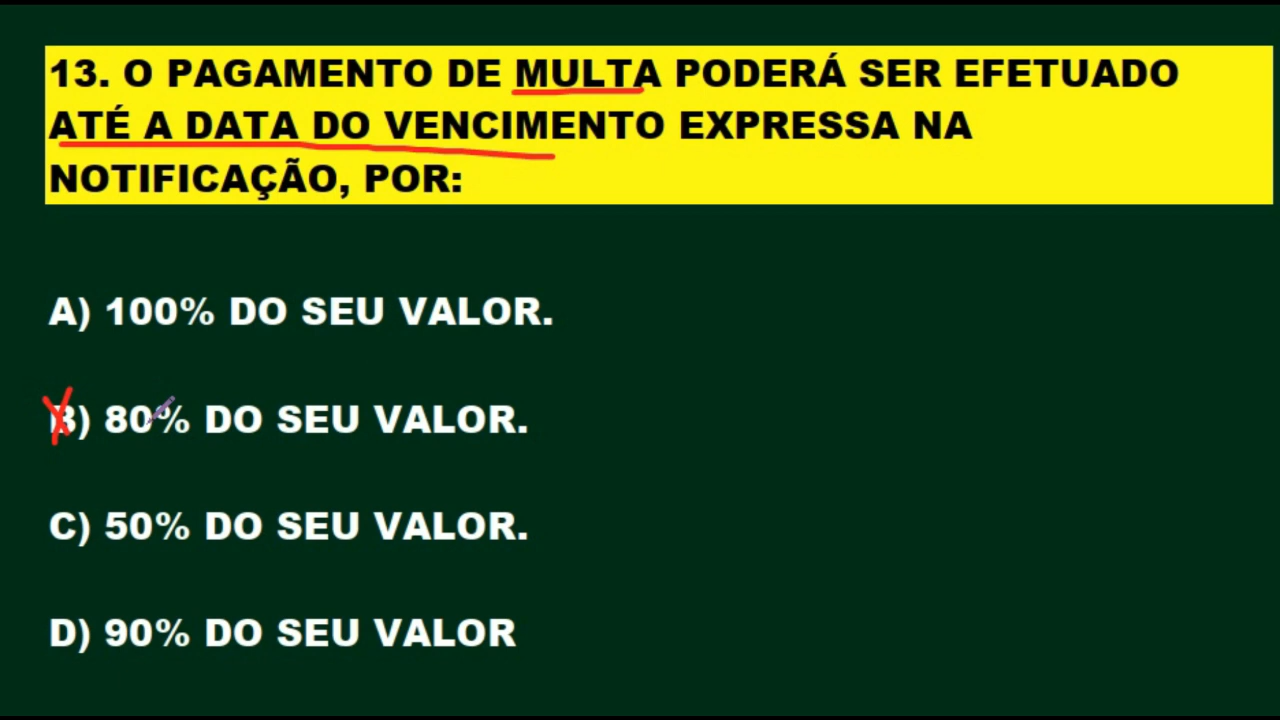 13. O PAGAMENTO DE MULTA PODERÁ SER EFETUADO
ATÉ A DATA DO VENCIMENTO EXPRESSA NA
NOTIFICAÇÃO, POR:
A) 100% DO SEU VALOR.
B) 80% DO SEU VALOR.
C) 50% DO SEU VALOR.
D) 90% DO SEU VALOR